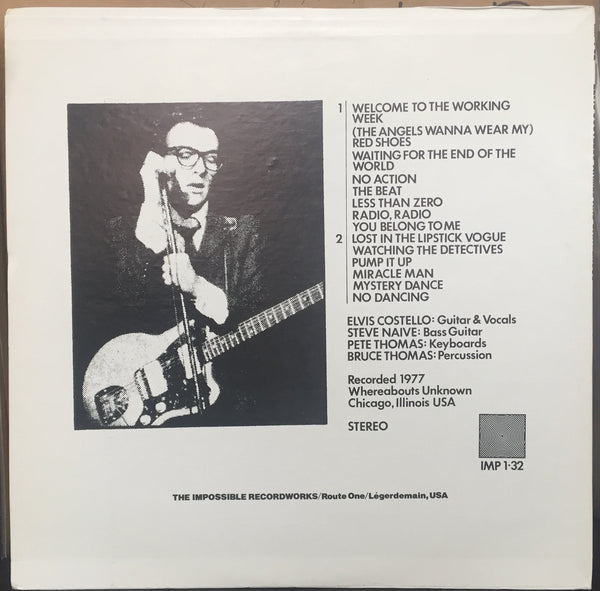 1 WELCOME TO THE WORKING
WEEK
(THE ANGELS WANNA WEAR MY)
RED SHOES
WAITING FOR THE END OF THE
WORLD
NO ACTION
THE BEAT
LESS THAN ZERO
RADIO, RADIO
YOU BELONG TO ME
2 LOST IN THE LIPSTICK VOGUE
WATCHING THE DETECTIVES
PUMP IT UP
MIRACLE MAN
MYSTERY DANCE
NO DANCING
ELVIS COSTELLO: Guitar & Vocals
STEVE NAIVE: Bass Guitar
PETE THOMAS: Keyboards
BRUCE THOMAS: Percussion
Recorded 1977
Whereabouts Unknown
Chicago, Illinois USA
STEREO
IMP 1-32
THE IMPOSSIBLE RECORDWORKS/Route One/Légerdemain, USA